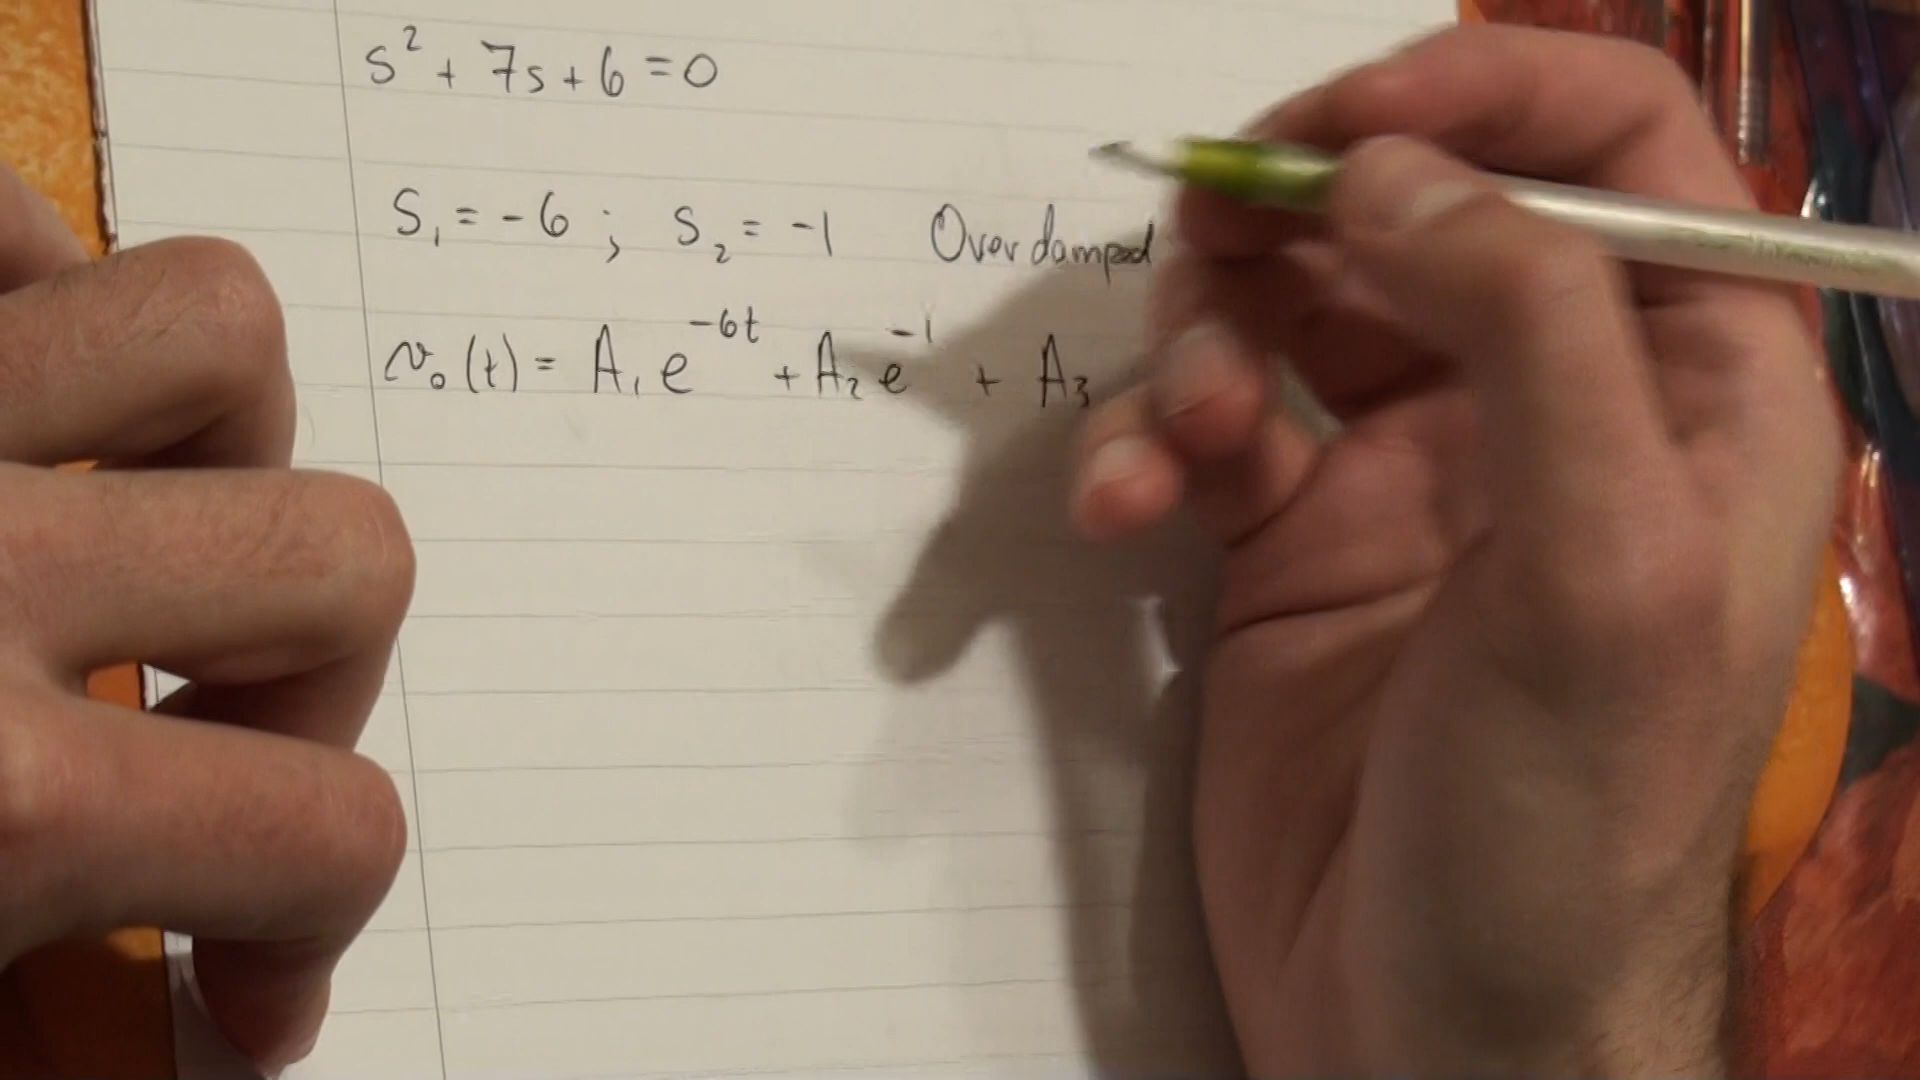 s² + 7s + 6 = 0
S₁ = -6 ; S₂ = -1 Overdamped
v₀(t) = A₁e^-6t + A₂e^-1 + A₃